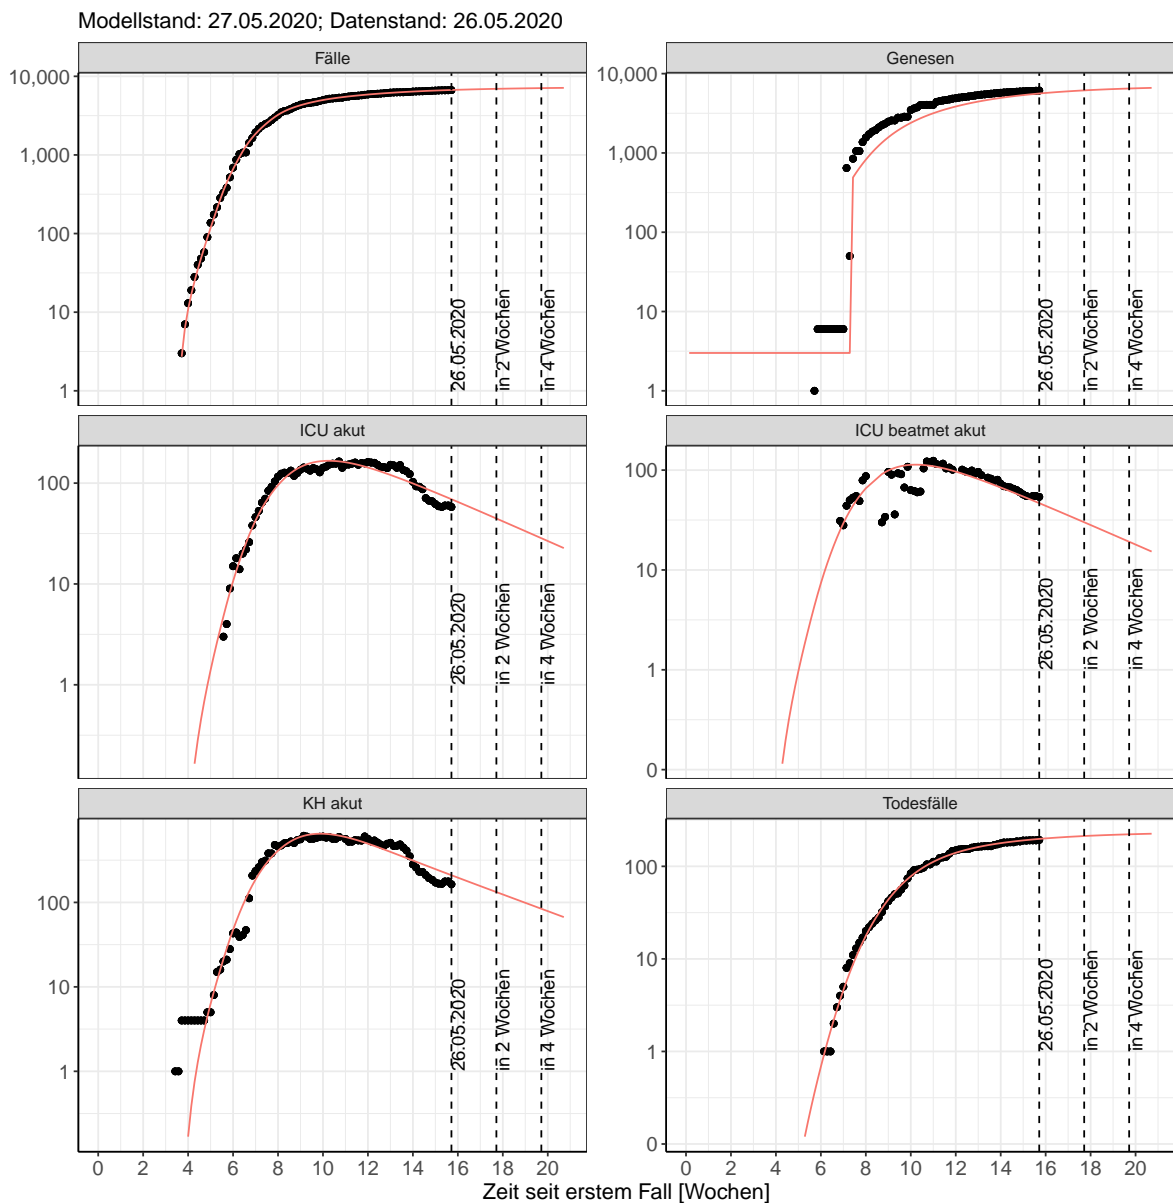 Modellstand: 27.05.2020; Datenstand: 26.05.2020
Fälle
10,000
1,000
100
10
1
26.05.2020
in 2 Wochen
in 4 Wochen
Genesen
10,000
1,000
100
10
1
26.05.2020
in 2 Wochen
in 4 Wochen
ICU akut
100
10
1
26.05.2020
in 2 Wochen
in 4 Wochen
ICU beatmet akut
100
10
1
0
26.05.2020
in 2 Wochen
in 4 Wochen
KH akut
100
10
1
26.05.2020
in 2 Wochen
in 4 Wochen
0 2 4 6 8 10 12 14 16 18 20
Todesfälle
100
10
1
0
26.05.2020
in 2 Wochen
in 4 Wochen
0 2 4 6 8 10 12 14 16 18 20
Zeit seit erstem Fall [Wochen]